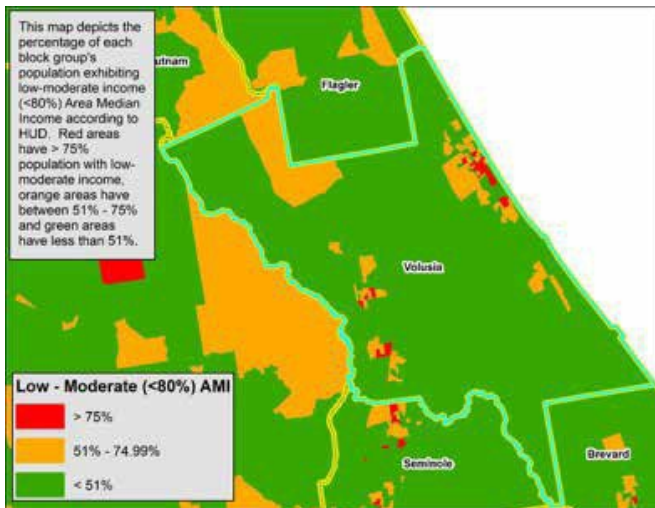 This map depicts the
percentage of each
block group's
population exhibiting
low-moderate income
(<80%) Area Median
Income according to
HUD. Red areas
have > 75%
population with low-
moderate income,
orange areas have
between 51% - 75%
and green areas
have less than 51%.
utnam
Flagler
Volusia
Seminole
Brevard
Low - Moderate (<80%) AMI
> 75%
51% - 74.99%
< 51%